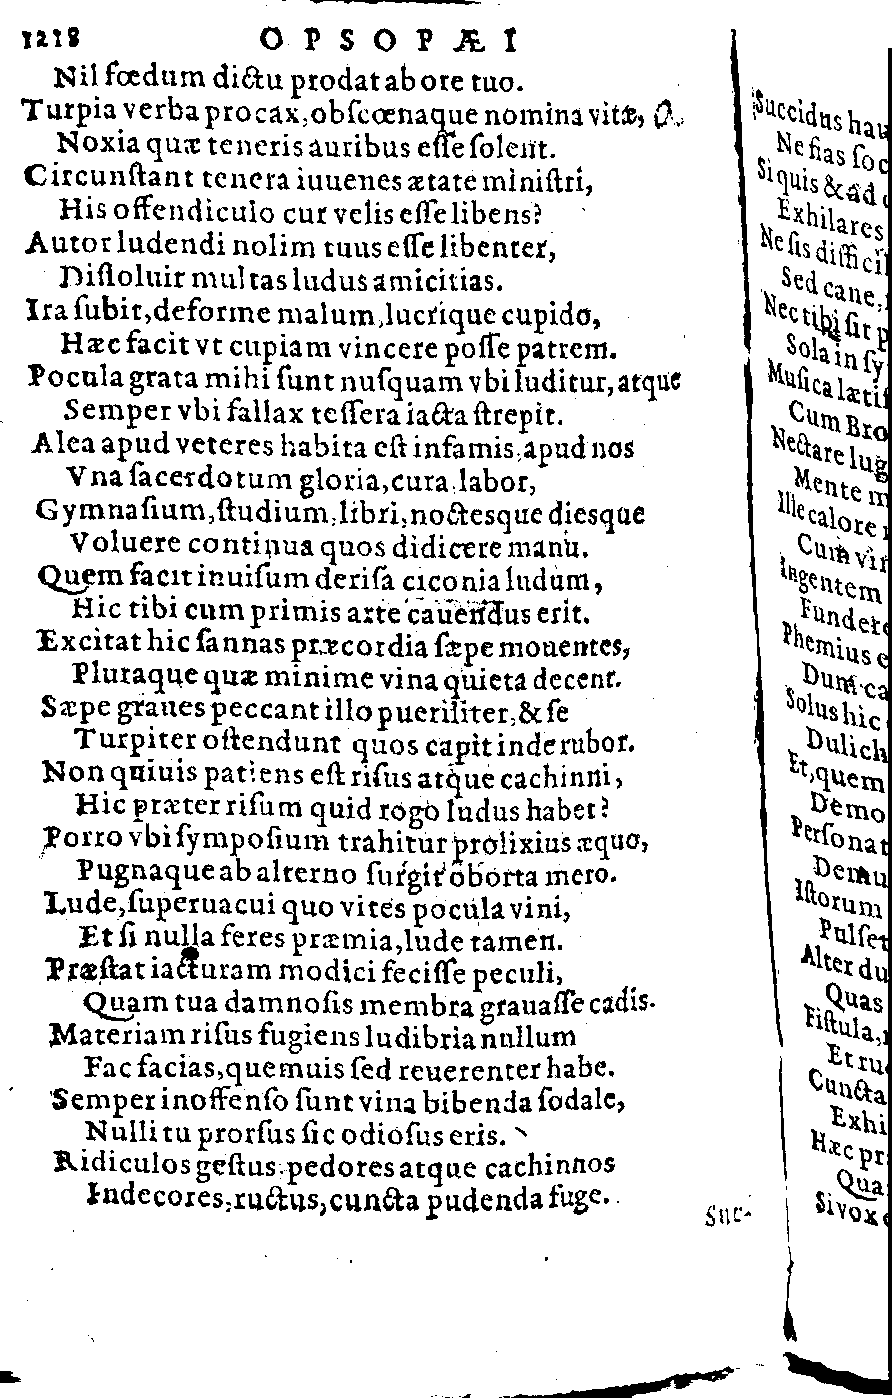 1218 OPSOPÆI
Nil fœdum dictu prodat ab ore tuo.
Turpia verba procax, obſcœnaque nomina vitæ, &
Noxia quæ teneris auribus eſſe ſolent.
Circunſtant tenera iuuenes ætate miniſtri,
His offendiculo cur velis eſſe libens?
Autor ludendi nolim tuus eſſe libenter,
Diſſoluit multas ludus amicitias.
Ira ſubit, deforme malum, lucrique cupido,
Hæc facit vt cupiam vincere poſſe patrem.
Pocula grata mihi ſunt nuſquam vbi luditur, atque
Semper vbi fallax teſſera iacta ſtrepit.
Alea apud veteres habita eſt infamis, apud nos
Vna ſacerdotum gloria, cura, labor,
Gymnaſium, ſtudium, libri, noctesque diesque
Voluere continua quos didicere manu.
Quem facit inuiſum deriſa ciconia ludum,
Hic tibi cum primis arte cauendus erit.
Excitat hic ſannas præcordia ſæpe mouentes,
Pluraque quæ minime vina quieta decent.
Sæpe graues peccant illo pueriliter, & ſe
Turpiter oſtendunt quos capit inde rubor.
Non quiuis patiens eſt riſus atque cachinni,
Hic præter riſum quid rogo ludus habet?
Porro vbi ſympoſium trahitur prolixius æquo,
Pugnaque ab alterno ſurgit oborta mero.
Lude, ſuperuacui quo vites pocula vini,
Et ſi nulla feres præmia, lude tamen.
Præſtat iacturam modici feciſſe peculi,
Quam tua damnoſis membra grauaſſe cadis.
Materiam riſus fugiens ludibria nullum
Fac facias, quemuis ſed reuerenter habe.
Semper inoffenſo ſunt vina bibenda ſodale,
Nulli tu prorſus ſic odioſus eris.
Ridiculos geſtus, pedores atque cachinnos
Indecores, ructus, cuncta pudenda fuge.
Suc-
Succidus hau
Ne fias ſoc
Si quis & ad
Exhilares
Ne ſis difficil
Sed cane,
Nec tibi ſit p
Sola in ſy
Muſica lætif
Cum Bro
Nectare lug
Mente m
Ille calore
Cum vir
Ingentem
Fundere
Phemius e
Dum ca
Solus hic
Dulich
Et, quem
Demo
Perſonat
Demu
Iſtorum
Pulſet
Alter du
Quas
Fiſtula,
Et ru
Cuncta
Exhi
Hæc pr
Qua
Si vox